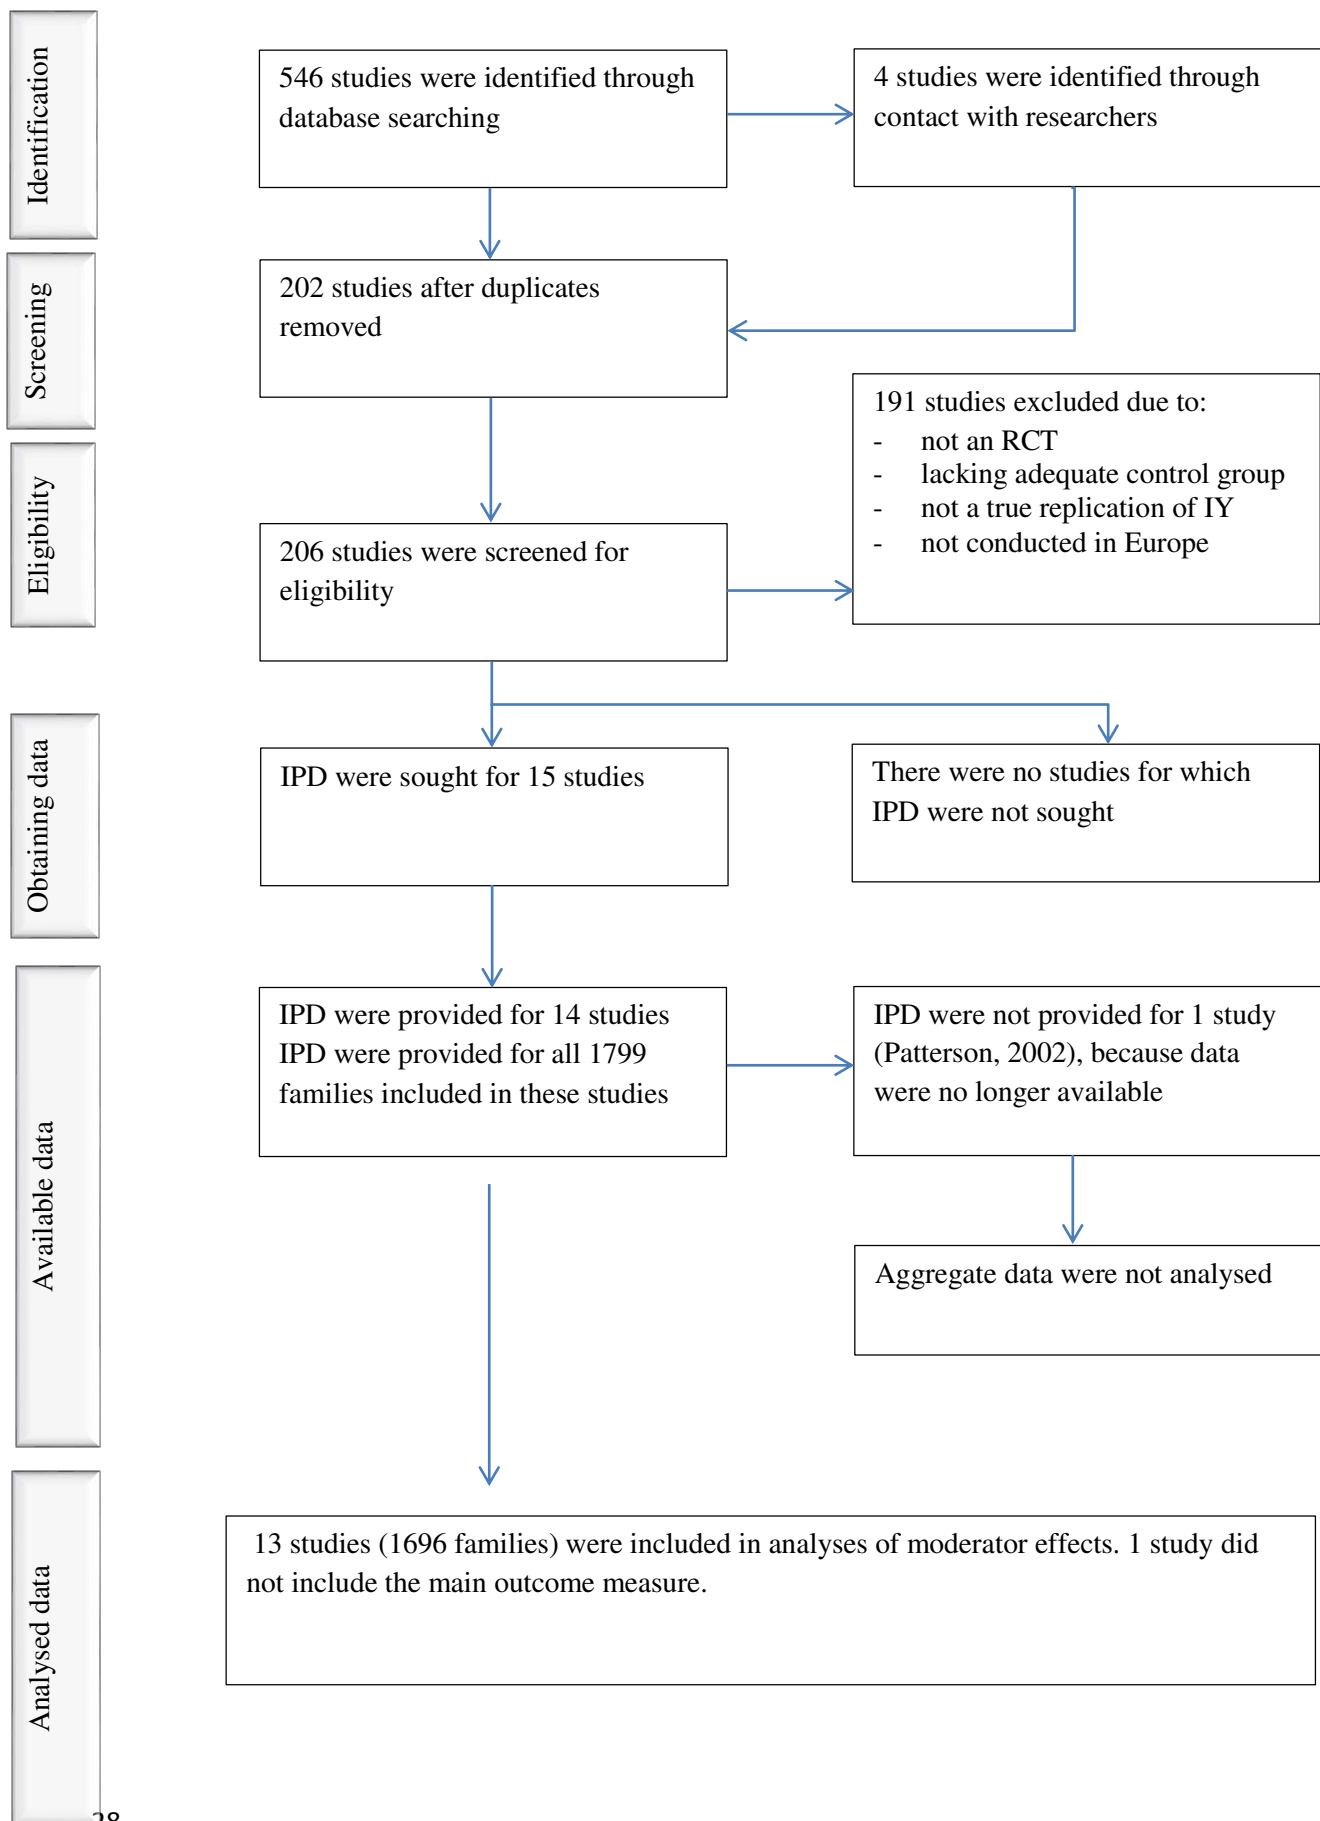 Identification
546 studies were identified through
database searching
4 studies were identified through
contact with researchers
Screening
202 studies after duplicates
removed
191 studies excluded due to:
- not an RCT
- lacking adequate control group
- not a true replication of IY
- not conducted in Europe
Eligibility
206 studies were screened for
eligibility
Obtaining data
IPD were sought for 15 studies
There were no studies for which
IPD were not sought
Available data
IPD were provided for 14 studies
IPD were provided for all 1799
families included in these studies
IPD were not provided for 1 study
(Patterson, 2002), because data
were no longer available
Aggregate data were not analysed
Analysed data
13 studies (1696 families) were included in analyses of moderator effects. 1 study did
not include the main outcome measure.